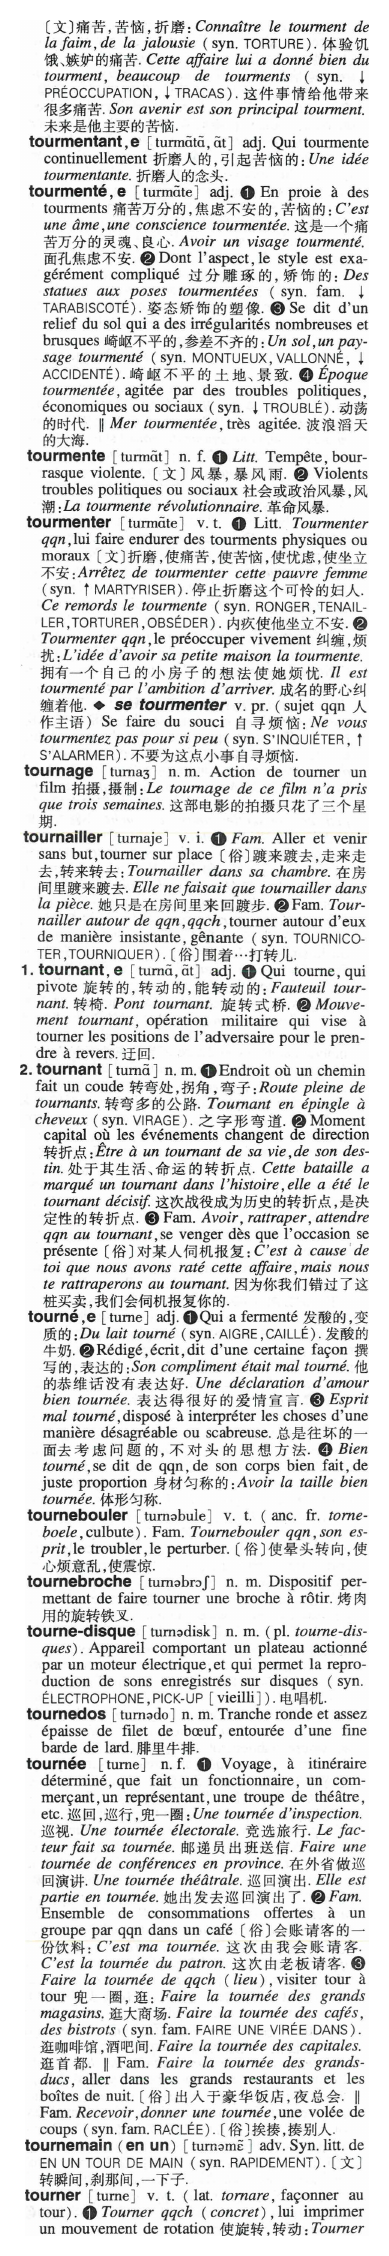 〔文〕痛苦,苦恼,折磨: Connaître le tourment de
la faim, de la jalousie (syn. TORTURE). 体验饥
饿、嫉妒的痛苦. Cette affaire lui a donné bien du
tourment, beaucoup de tourments (syn. ↓
PRÉOCCUPATION, ↓TRACAS). 这件事情给他带来
很多痛苦. Son avenir est son principal tourment.
未来是他主要的苦恼.
tourmentant, e [turmɑ̃tɑ̃, ɑ̃t] adj. Qui tourmente
continuellement 折磨人的,引起苦恼的: Une idée
tourmentante. 折磨人的念头.
tourmenté, e [turmɑ̃te] adj. ❶ En proie à des
tourments 痛苦万分的,焦虑不安的,苦恼的: C'est
une âme, une conscience tourmentée. 这是一个痛
苦万分的灵魂、良心. Avoir un visage tourmenté.
面孔焦虑不安. ❷ Dont l'aspect, le style est exa-
gérément compliqué 过分雕琢的,矫饰的: Des
statues aux poses tourmentées (syn. fam. ↓
TARABISCOTÉ). 姿态矫饰的塑像. ❸ Se dit d'un
relief du sol qui a des irrégularités nombreuses et
brusques 崎岖不平的,参差不齐的: Un sol, un pay-
sage tourmenté (syn. MONTUEUX, VALLONNÉ, ↓
ACCIDENTÉ). 崎岖不平的土地、景致. ❹ Époque
tourmentée, agitée par des troubles politiques,
économiques ou sociaux (syn. ↓TROUBLÉ). 动荡
的时代. ‖ Mer tourmentée, très agitée. 波浪滔天
的大海.
tourmente [turmɑ̃t] n. f. ❶ Litt. Tempête, bour-
rasque violente. 〔文〕风暴,暴风雨. ❷ Violents
troubles politiques ou sociaux 社会或政治风暴,风
潮: La tourmente révolutionnaire. 革命风暴.
tourmenter [turmɑ̃te] v. t. ❶ Litt. Tourmenter
qqn, lui faire endurer des tourments physiques ou
moraux 〔文〕折磨,使痛苦,使苦恼,使忧虑,使坐立
不安: Arrêtez de tourmenter cette pauvre femme
(syn. ↑MARTYRISER). 停止折磨这个可怜的妇人.
Ce remords le tourmente (syn. RONGER, TENAIL-
LER, TORTURER, OBSÉDER). 内疚使他坐立不安. ❷
Tourmenter qqn, le préoccuper vivement 纠缠,烦
扰: L'idée d'avoir sa petite maison la tourmente.
拥有一个自己的小房子的想法使她烦忧. Il est
tourmenté par l'ambition d'arriver. 成名的野心纠
缠着他. ◆ se tourmenter v. pr. (sujet qqn 人
作主语) Se faire du souci 自寻烦恼: Ne vous
tourmentez pas pour si peu (syn. S'INQUIÉTER, ↑
S'ALARMER). 不要为这点小事自寻烦恼.
tournage [turnaʒ] n. m. Action de tourner un
film 拍摄,摄制: Le tournage de ce film n'a pris
que trois semaines. 这部电影的拍摄只花了三个星
期.
tournailler [turnaje] v. i. ❶ Fam. Aller et venir
sans but, tourner sur place 〔俗〕踱来踱去,走来走
去,转来转去: Tournailler dans sa chambre. 在房
间里踱来踱去. Elle ne faisait que tournailler dans
la pièce. 她只是在房间里来回踱步. ❷ Fam. Tour-
nailler autour de qqn, qqch, tourner autour d'eux
de manière insistante, gênante (syn. TOURNICO-
TER, TOURNIQUER). 〔俗〕围着…打转儿.
1. tournant, e [turnɑ̃, ɑ̃t] adj. ❶ Qui tourne, qui
pivote 旋转的,转动的,能转动的: Fauteuil tour-
nant. 转椅. Pont tournant. 旋转式桥. ❷ Mouve-
ment tournant, opération militaire qui vise à
tourner les positions de l'adversaire pour le pren-
dre à revers. 迂回.
2. tournant [turnɑ̃] n. m. ❶ Endroit où un chemin
fait un coude 转弯处,拐角,弯子: Route pleine de
tournants. 转弯多的公路. Tournant en épingle à
cheveux (syn. VIRAGE). 之字形弯道. ❷ Moment
capital où les événements changent de direction
转折点: Être à un tournant de sa vie, de son des-
tin. 处于其生活、命运的转折点. Cette bataille a
marqué un tournant dans l'histoire, elle a été le
tournant décisif. 这次战役成为历史的转折点,是决
定性的转折点. ❸ Fam. Avoir, rattraper, attendre
qqn au tournant, se venger dès que l'occasion se
présente 〔俗〕对某人伺机报复: C'est à cause de
toi que nous avons raté cette affaire, mais nous
te rattraperons au tournant. 因为你我们错过了这
桩买卖,我们会伺机报复你的.
tourné, e [turne] adj. ❶ Qui a fermenté 发酸的,变
质的: Du lait tourné (syn. AIGRE, CAILLÉ). 发酸的
牛奶. ❷ Rédigé, écrit, dit d'une certaine façon 撰
写的,表达的: Son compliment était mal tourné. 他
的恭维话没有表达好. Une déclaration d'amour
bien tournée. 表达得很好的爱情宣言. ❸ Esprit
mal tourné, disposé à interpréter les choses d'une
manière désagréable ou scabreuse. 总是往坏的一
面去考虑问题的,不对头的思想方法. ❹ Bien
tourné, se dit de qqn, de son corps bien fait, de
juste proportion 身材匀称的: Avoir la taille bien
tournée. 体形匀称.
tournebouler [turnəbule] v. t. (anc. fr. torne-
boele, culbute). Fam. Tournebouler qqn, son es-
prit, le troubler, le perturber. 〔俗〕使晕头转向,使
心烦意乱,使震惊.
tournebroche [turnəbrɔʃ] n. m. Dispositif per-
mettant de faire tourner une broche à rôtir. 烤肉
用的旋转铁叉.
tourne-disque [turnədisk] n. m. (pl. tourne-dis-
ques). Appareil comportant un plateau actionné
par un moteur électrique, et qui permet la repro-
duction de sons enregistrés sur disques (syn.
ÉLECTROPHONE, PICK-UP [vieilli]). 电唱机.
tournedos [turnədo] n. m. Tranche ronde et assez
épaisse de filet de bœuf, entourée d'une fine
barde de lard. 腓里牛排.
tournée [turne] n. f. ❶ Voyage, à itinéraire
déterminé, que fait un fonctionnaire, un com-
merçant, un représentant, une troupe de théâtre,
etc. 巡回,巡行,兜一圈: Une tournée d'inspection.
巡视. Une tournée électorale. 竞选旅行. Le fac-
teur fait sa tournée. 邮递员出班送信. Faire une
tournée de conférences en province. 在外省做巡
回演讲. Une tournée théâtrale. 巡回演出. Elle est
partie en tournée. 她出发去巡回演出了. ❷ Fam.
Ensemble de consommations offertes à un
groupe par qqn dans un café 〔俗〕会账请客的一
份饮料: C'est ma tournée. 这次由我会账请客.
C'est la tournée du patron. 这次由老板请客. ❸
Faire la tournée de qqch (lieu), visiter tour à
tour 兜一圈,逛: Faire la tournée des grands
magasins. 逛大商场. Faire la tournée des cafés,
des bistrots (syn. fam. FAIRE UNE VIRÉE DANS).
逛咖啡馆,酒吧间. Faire la tournée des capitales.
逛首都. ‖ Fam. Faire la tournée des grands-
ducs, aller dans les grands restaurants et les
boîtes de nuit. 〔俗〕出入于豪华饭店,夜总会. ‖
Fam. Recevoir, donner une tournée, une volée de
coups (syn. fam. RACLÉE). 〔俗〕挨揍,揍别人.
tournemain (en un) [turnəmɛ̃] adv. Syn. litt. de
EN UN TOUR DE MAIN (syn. RAPIDEMENT). 〔文〕
转瞬间,刹那间,一下子.
tourner [turne] v. t. (lat. tornare, façonner au
tour). ❶ Tourner qqch (concret), lui imprimer
un mouvement de rotation 使旋转,转动: Tourner